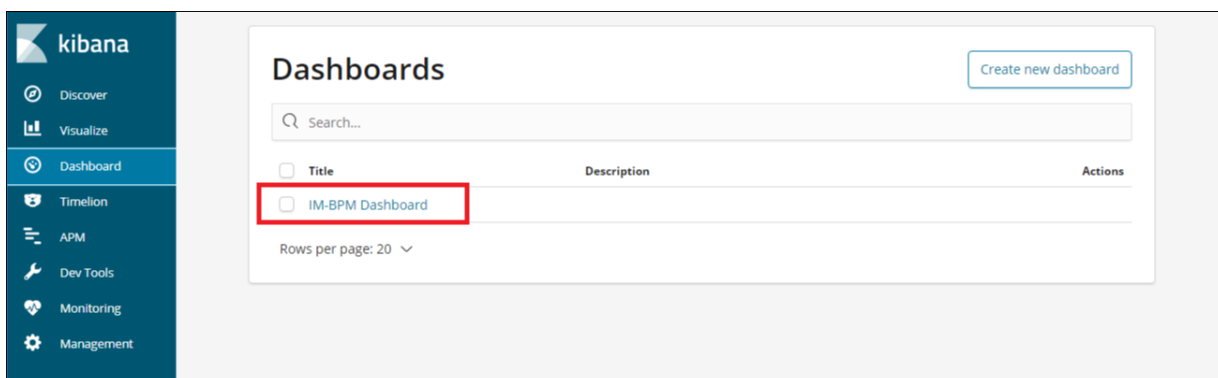 kibana
Discover
Visualize
Dashboard
Timelion
APM
Dev Tools
Monitoring
Management
Dashboards
Create new dashboard
Search...
Title Description Actions
IM-BPM Dashboard
Rows per page: 20